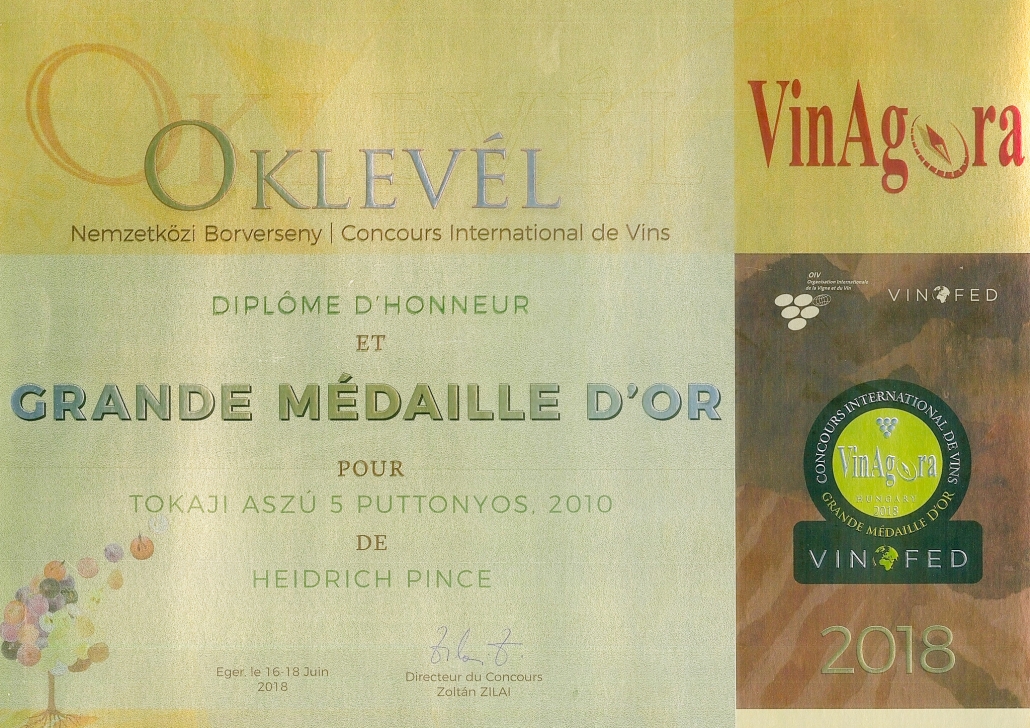 OKLEVÉL
Nemzetközi Borverseny | Concours International de Vins
DIPLÔME D'HONNEUR
ET
GRANDE MÉDAILLE D'OR
POUR
TOKAJI ASZÚ 5 PUTTONYOS, 2010
DE
HEIDRICH PINCE
Eger, le 16-18 Juin
2018
Directeur du Concours
Zoltán ZILAI
VinAgora
OIV
Organisation Internationale
de la Vigne et du Vin
VINOFED
CONCOURS INTERNATIONAL DE VINS
VinAgora
HUNGARY
2018
GRANDE MÉDAILLE D'OR
VINOFED
2018